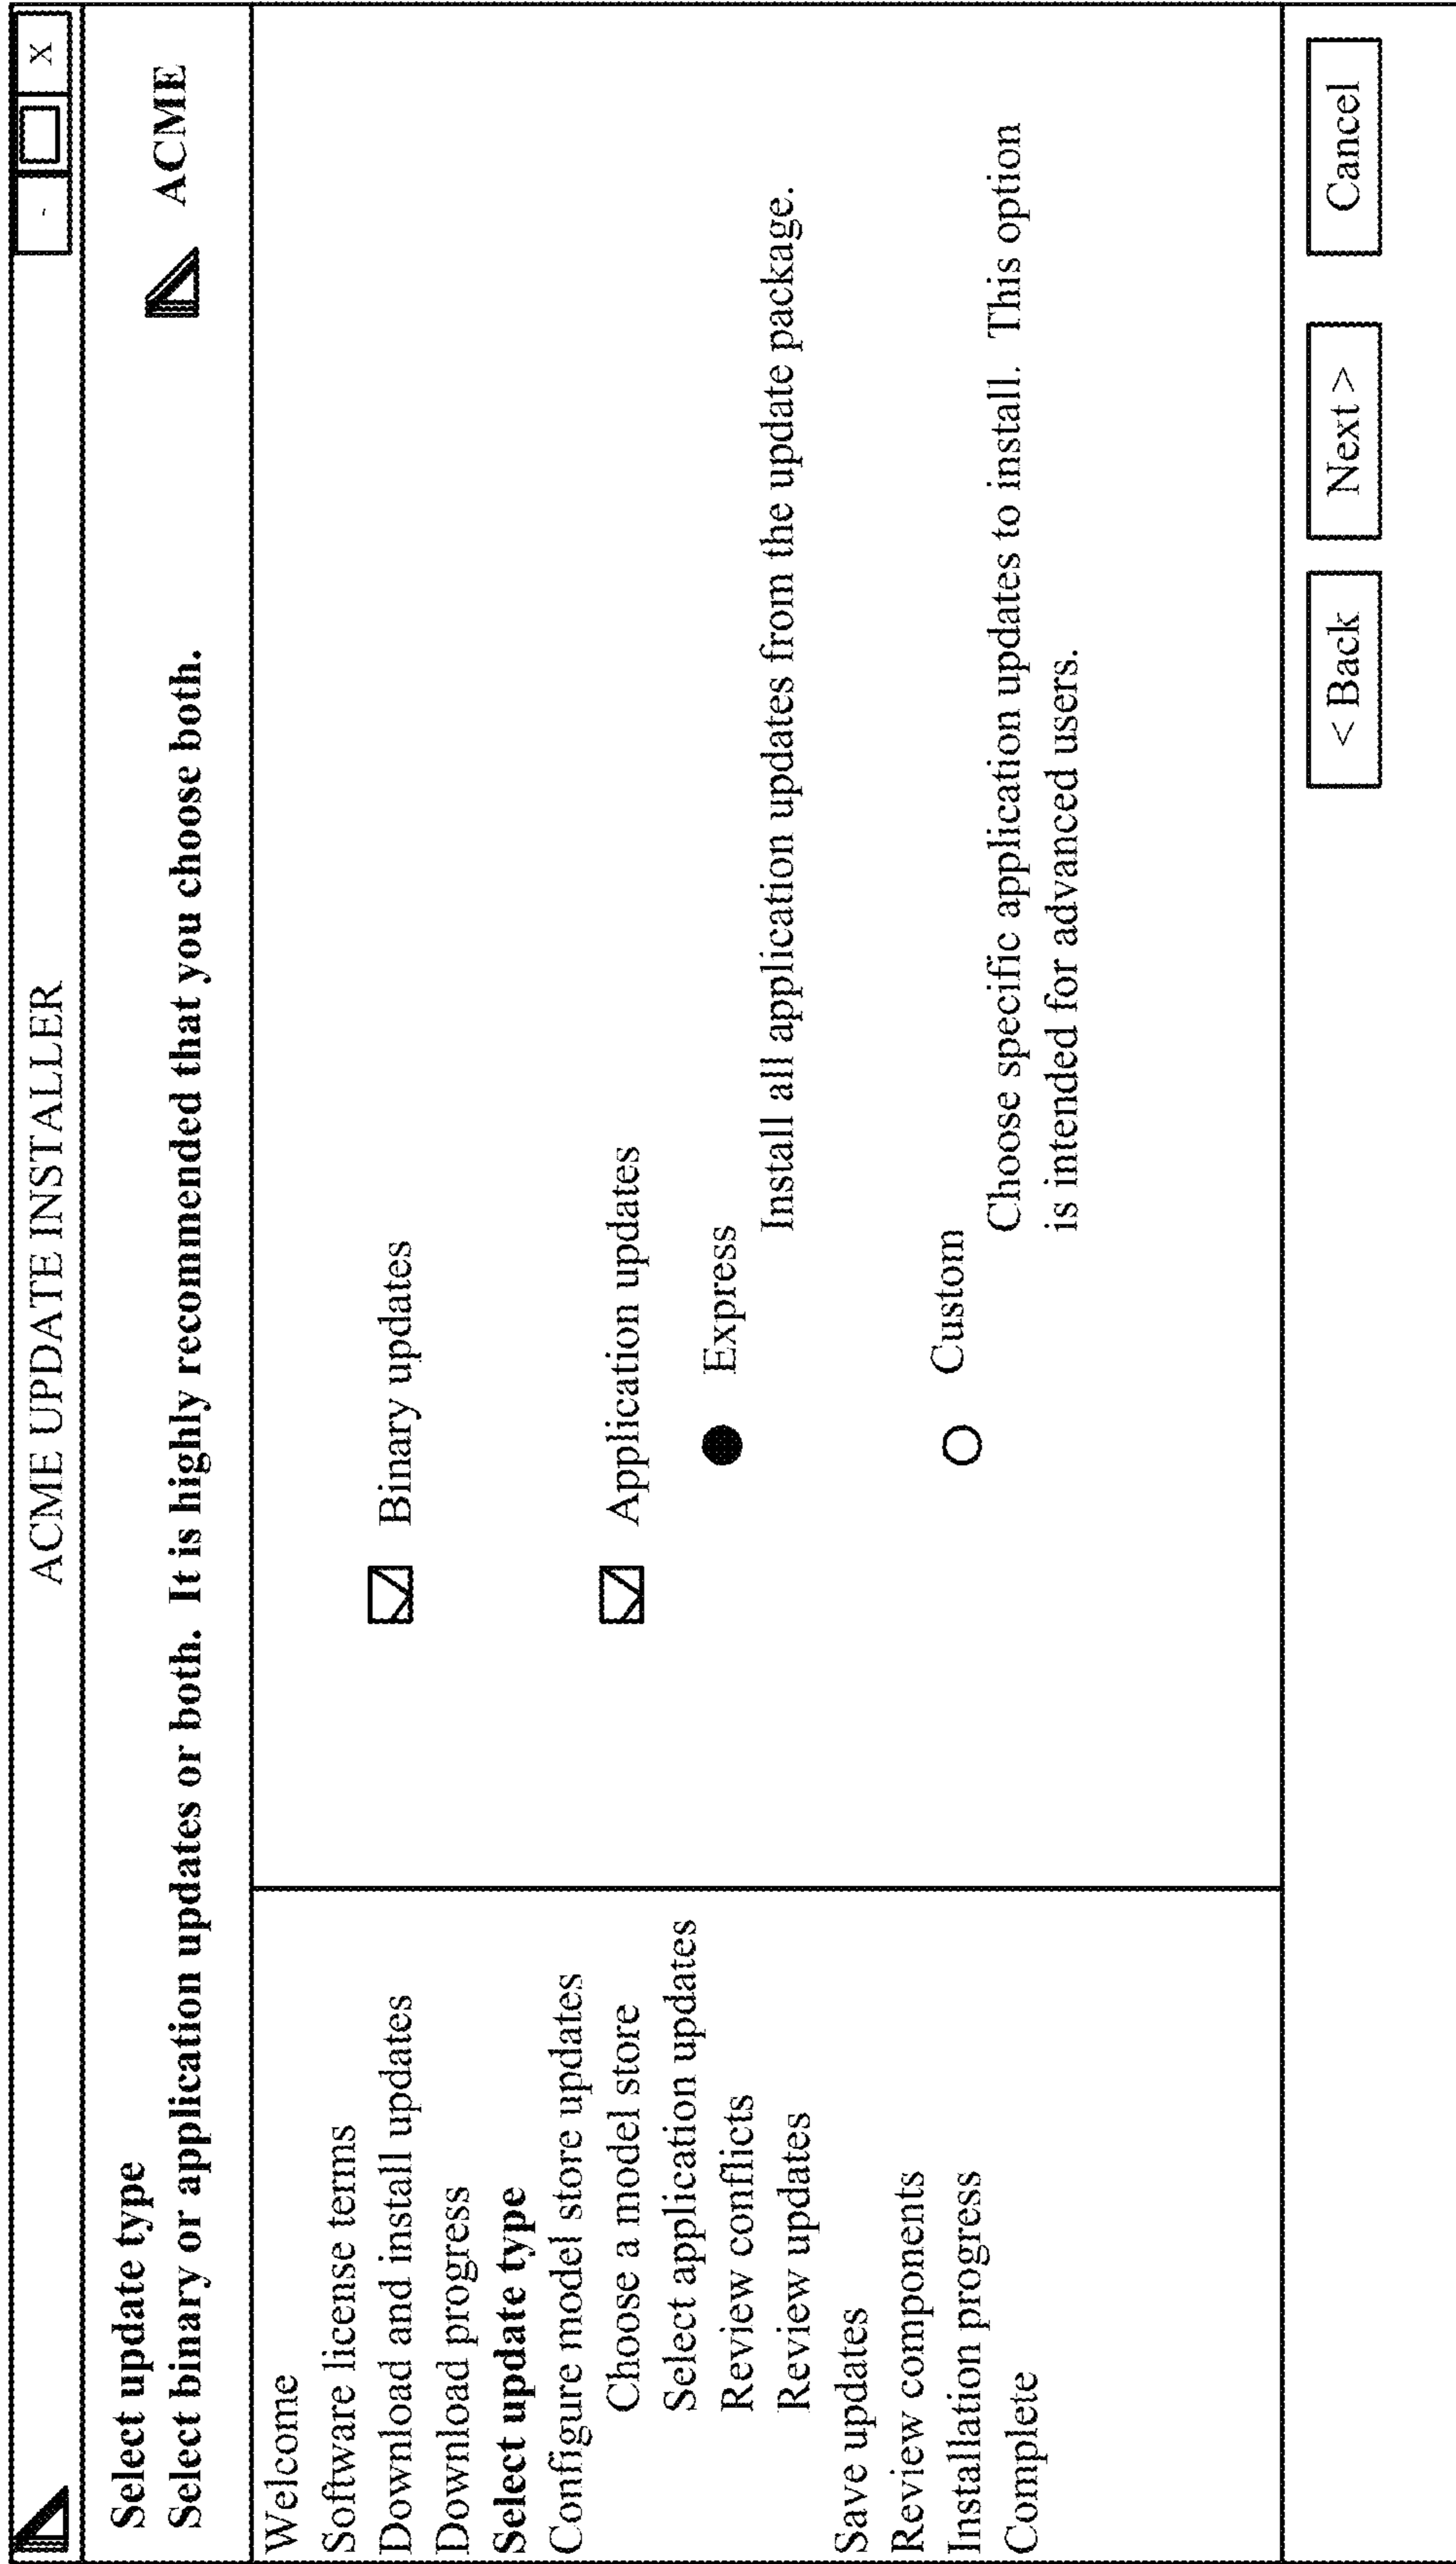 ACME UPDATE INSTALLER
- X
Select update type
Select binary or application updates or both. It is highly recommended that you choose both.
ACME
Welcome
Software license terms
Download and install updates
Download progress
Select update type
Configure model store updates
Choose a model store
Select application updates
Review conflicts
Review updates
Save updates
Review components
Installation progress
Complete
Binary updates
Application updates
Express
Install all application updates from the update package.
Custom
Choose specific application updates to install. This option
is intended for advanced users.
< Back
Next >
Cancel